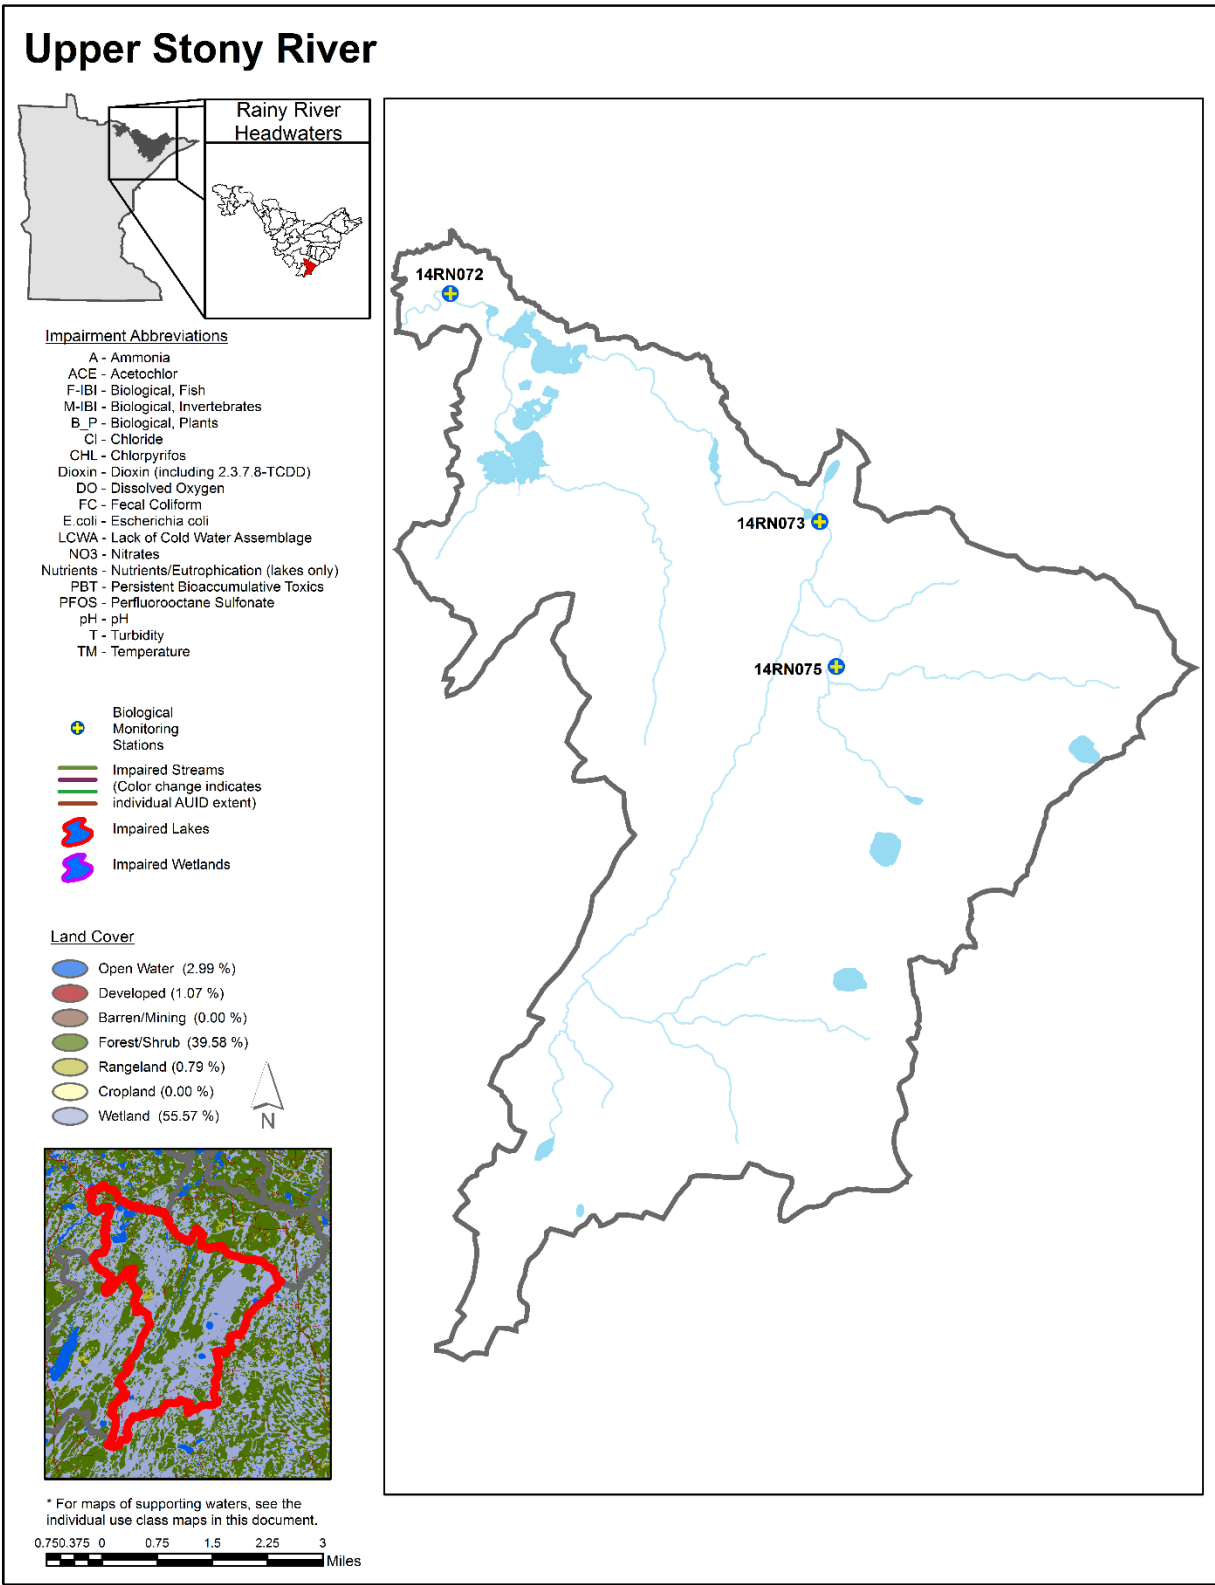 Upper Stony River
Rainy River
Headwaters
Impairment Abbreviations
A - Ammonia
ACE - Acetochlor
F-IBI - Biological, Fish
M-IBI - Biological, Invertebrates
B_P - Biological, Plants
Cl - Chloride
CHL - Chlorpyrifos
Dioxin - Dioxin (including 2.3.7.8-TCDD)
DO - Dissolved Oxygen
FC - Fecal Coliform
E.coli - Escherichia coli
LCWA - Lack of Cold Water Assemblage
NO3 - Nitrates
Nutrients - Nutrients/Eutrophication (lakes only)
PBT - Persistent Bioaccumulative Toxics
PFOS - Perfluorooctane Sulfonate
pH - pH
T - Turbidity
TM - Temperature
Biological
Monitoring
Stations
Impaired Streams
(Color change indicates
individual AUID extent)
Impaired Lakes
Impaired Wetlands
Land Cover
Open Water (2.99 %)
Developed (1.07 %)
Barren/Mining (0.00 %)
Forest/Shrub (39.58 %)
Rangeland (0.79 %)
Cropland (0.00 %)
Wetland (55.57 %)
N
* For maps of supporting waters, see the
individual use class maps in this document.
0.75 0.375 0 0.75 1.5 2.25 3
Miles
14RN072
14RN073
14RN075